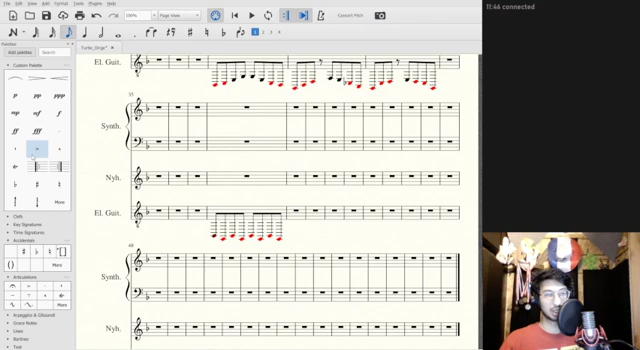 File Edit View Add Format Tools Plugins Help
100%
Page View
Concert Pitch
1 2 3 4
Palettes
Add palettes
Search
Custom Palette
p pp ppp
mp mf f
ff fff
More
Clefs
Key Signatures
Time Signatures
Accidentals
More
Articulations
More
Arpeggio & Glissandi
Grace Notes
Lines
Barlines
Text
El. Guit.
35
Synth.
Nyh.
El. Guit.
Synth.
Nyh.
11:46 connected